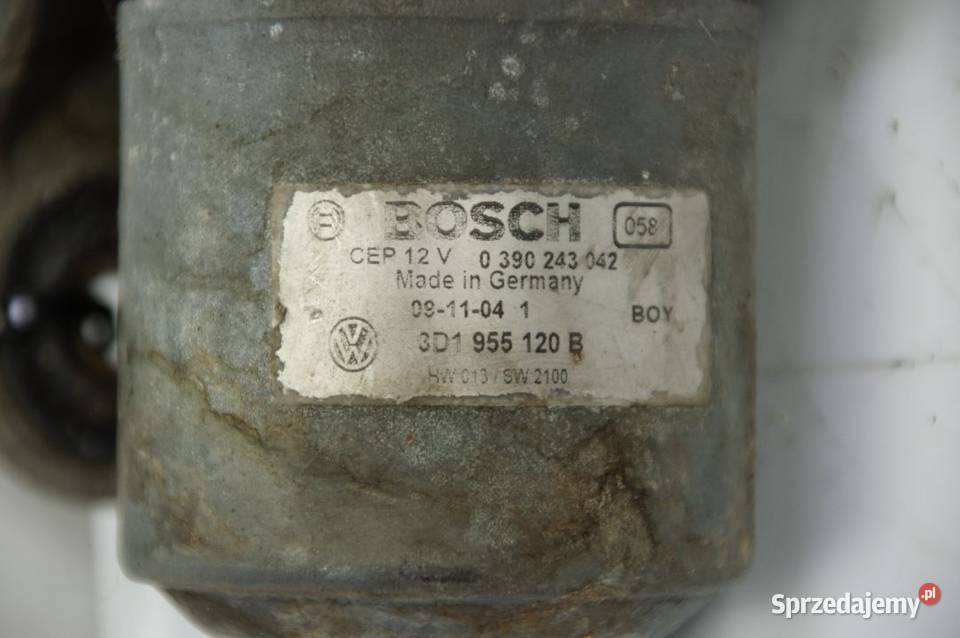 BOSCH 058
CEP 12 V 0 390 243 042
Made in Germany
09-11-04 1 BOY
3D1 955 120 B
HW 013 / SW 2100
Sprzedajemy.pl